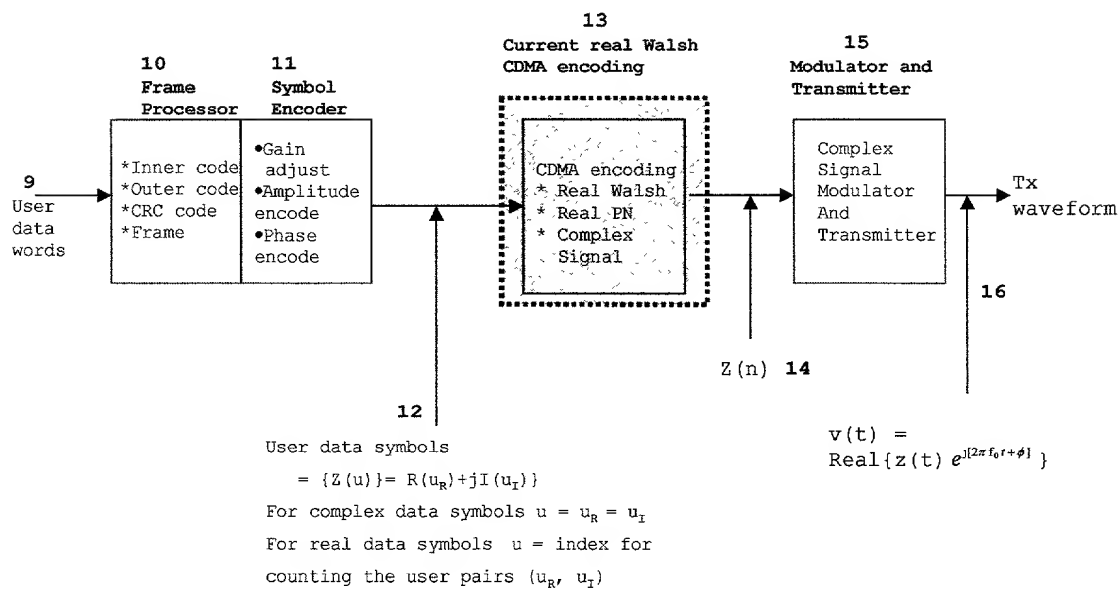 13
Current real Walsh
CDMA encoding
15
Modulator and
Transmitter
10
Frame
Processor
11
Symbol
Encoder
9
User
data
words
*Inner code
*Outer code
*CRC code
*Frame
•Gain
adjust
•Amplitude
encode
•Phase
encode
CDMA encoding
* Real Walsh
* Real PN
* Complex
Signal
Complex
Signal
Modulator
And
Transmitter
Tx
waveform
16
Z(n) 14
12
User data symbols
= {Z(u)}= R(u_R)+jI(u_I)}
For complex data symbols u = u_R = u_I
For real data symbols u = index for
counting the user pairs (u_R, u_I)
v(t) =
Real{z(t) e^{j[2π f₀ t+ϕ]} }